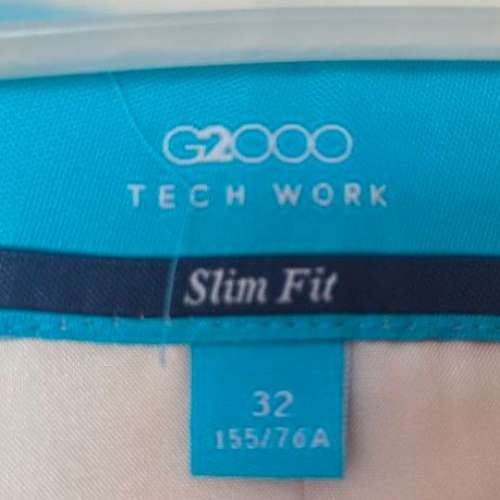 G2000
TECH WORK
Slim Fit
32
155/76A